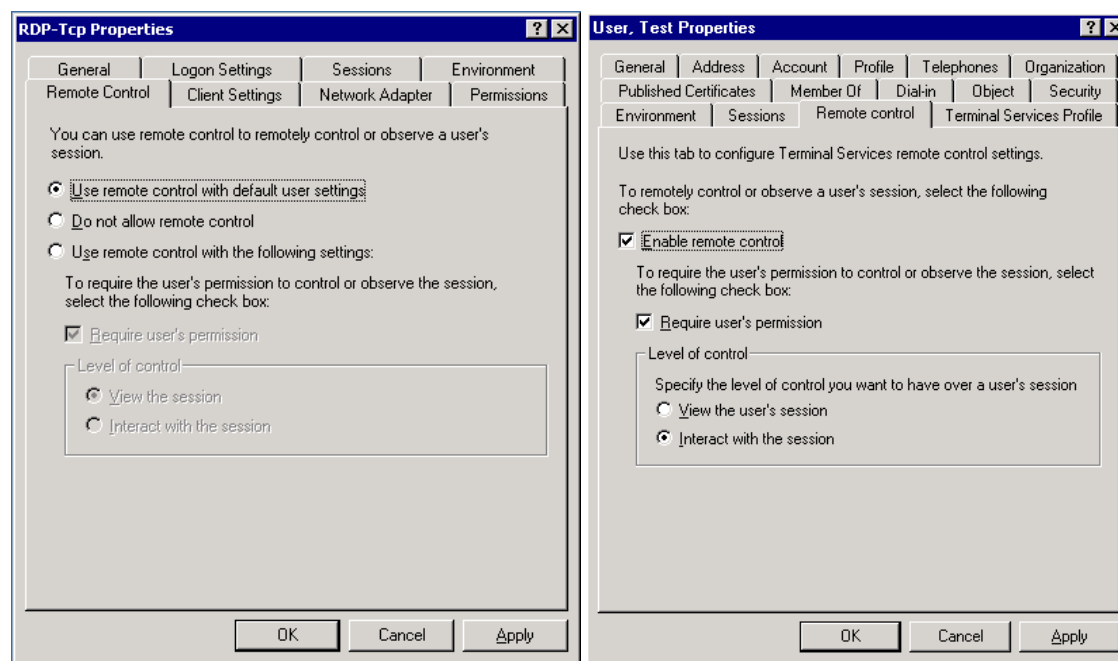 RDP-Tcp Properties
General Logon Settings Sessions Environment
Remote Control Client Settings Network Adapter Permissions
You can use remote control to remotely control or observe a user's
session.
Use remote control with default user settings
Do not allow remote control
Use remote control with the following settings:
To require the user's permission to control or observe the session,
select the following check box:
Require user's permission
Level of control
View the session
Interact with the session
OK Cancel Apply
User, Test Properties
General Address Account Profile Telephones Organization
Published Certificates Member Of Dial-in Object Security
Environment Sessions Remote control Terminal Services Profile
Use this tab to configure Terminal Services remote control settings.
To remotely control or observe a user's session, select the following
check box:
Enable remote control
To require the user's permission to control or observe the session, select
the following check box:
Require user's permission
Level of control
Specify the level of control you want to have over a user's session
View the user's session
Interact with the session
OK Cancel Apply